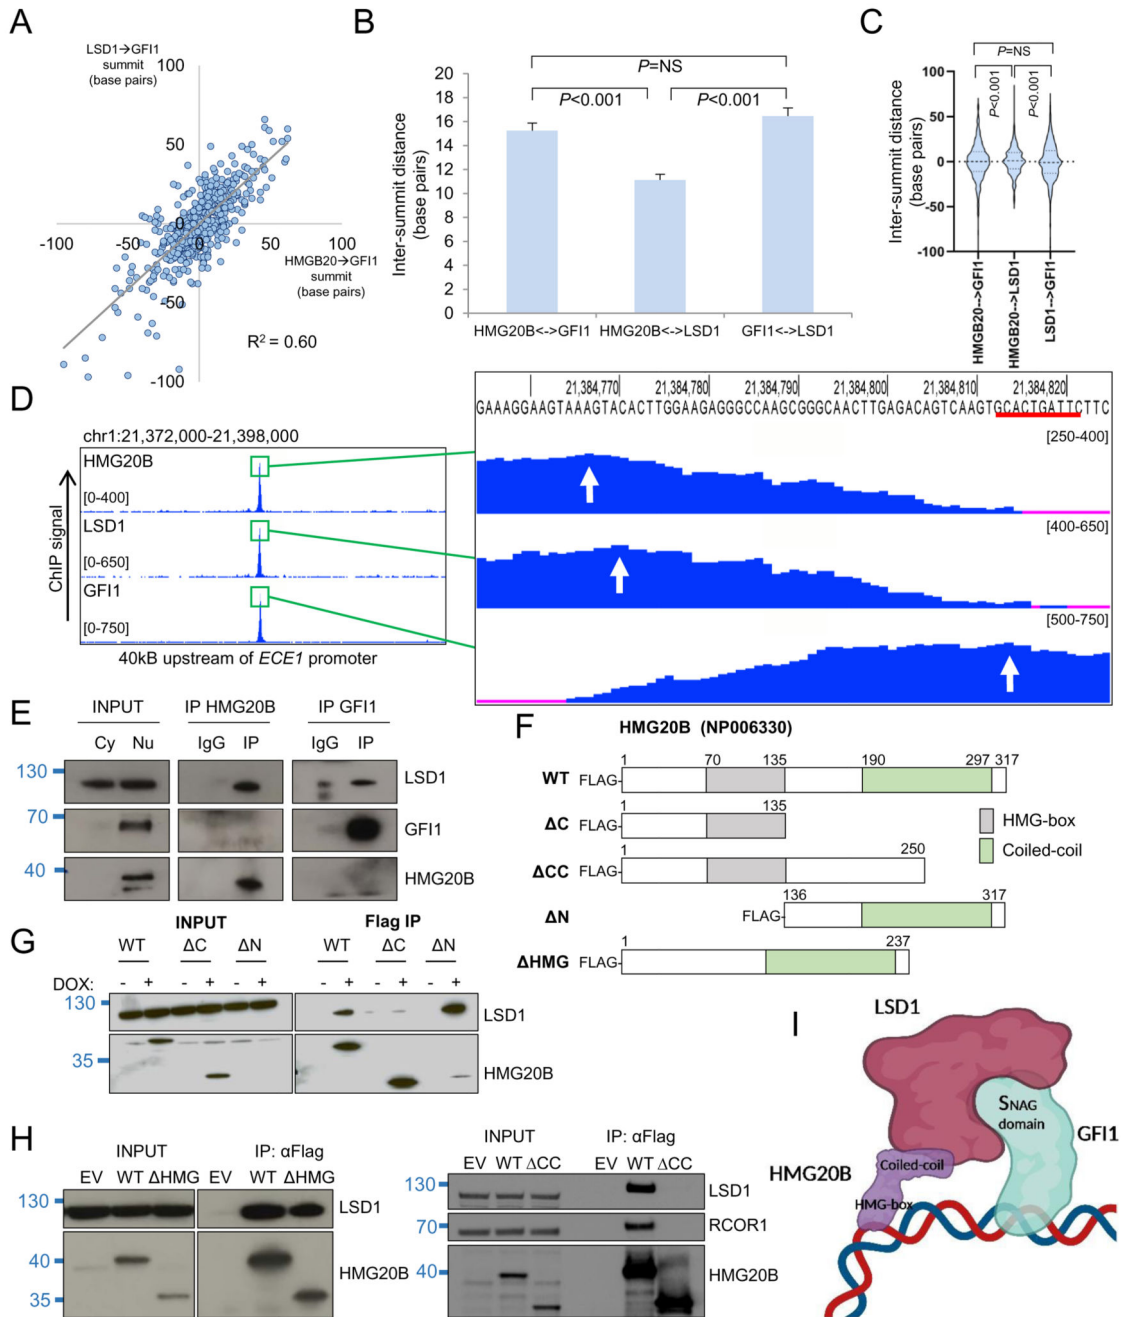 A
LSD1→GFI1
summit
(base pairs)
100
50
0
-100
-50
0
50
100
HMGB20→GFI1
summit
(base pairs)
-50
R² = 0.60
-100
B
P=NS
P<0.001
P<0.001
Inter-summit distance
(base pairs)
20
18
16
14
12
10
8
6
4
2
0
HMG20B<->GFI1
HMG20B<->LSD1
GFI1<->LSD1
C
P=NS
P<0.001
P<0.001
Inter-summit distance
(base pairs)
100
50
0
-50
-100
HMGB20-->GFI1
HMGB20-->LSD1
LSD1-->GFI1
D
chr1:21,372,000-21,398,000
ChIP signal
HMG20B
[0-400]
LSD1
[0-650]
GFI1
[0-750]
40kB upstream of ECE1 promoter
21,384,770
21,384,780
21,384,790
21,384,800
21,384,810
21,384,820
GAAAGGAAGTAAAGTACACTTGGAAGAGGGCCAAGCGGGCAACTTGAGACAGTCAAGTGCACTGATTCTTC
[250-400]
[400-650]
[500-750]
E
INPUT
IP HMG20B
IP GFI1
Cy Nu
IgG IP
IgG IP
130
LSD1
70
GFI1
40
HMG20B
F
HMG20B (NP006330)
1 70 135 190 297 317
WT FLAG-
1 135
ΔC FLAG-
HMG-box
Coiled-coil
1 250
ΔCC FLAG-
136 317
ΔN FLAG-
1 237
ΔHMG FLAG-
G
INPUT
Flag IP
WT ΔC ΔN
WT ΔC ΔN
DOX: - + - + - + - + - + - +
130
LSD1
35
HMG20B
H
INPUT
IP: αFlag
EV WT ΔHMG
EV WT ΔHMG
130
LSD1
40
HMG20B
35
INPUT
IP: αFlag
EV WT ΔCC
EV WT ΔCC
130
LSD1
70
RCOR1
40
HMG20B
I
LSD1
SNAG
domain
GFI1
HMG20B
Coiled-coil
HMG-box